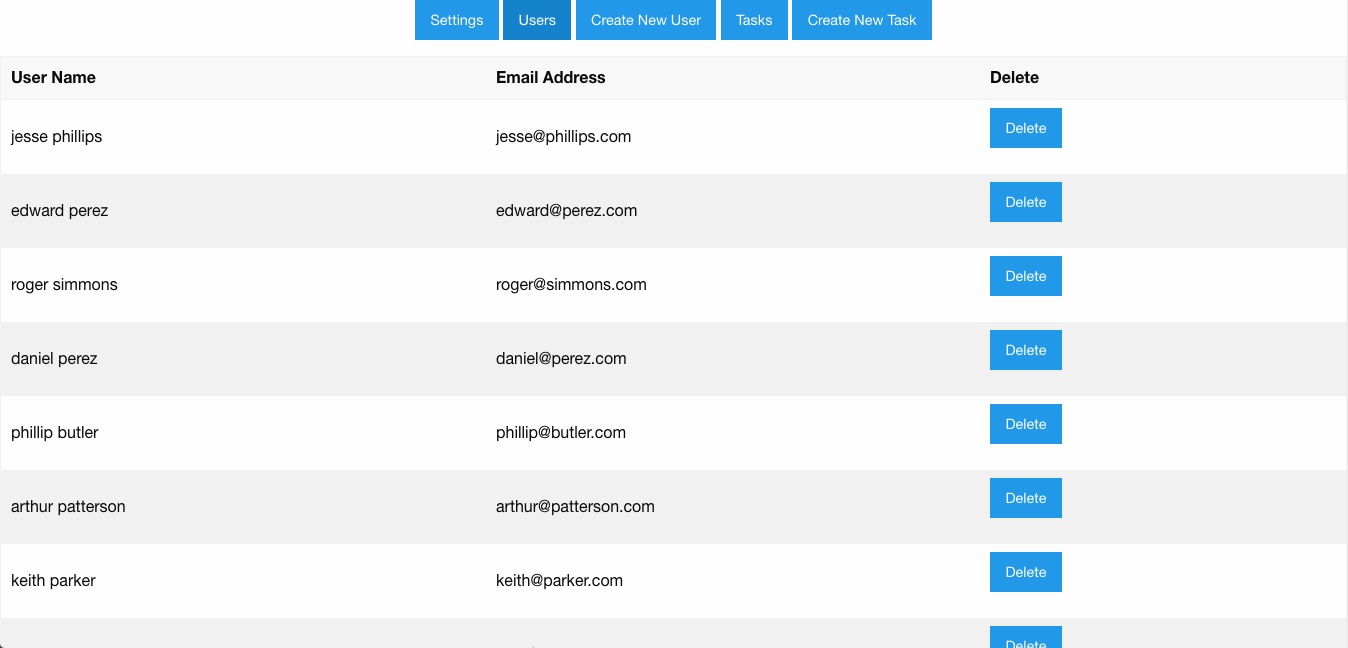 Settings Users Create New User Tasks Create New Task
User Name Email Address Delete
jesse phillips jesse@phillips.com Delete
edward perez edward@perez.com Delete
roger simmons roger@simmons.com Delete
daniel perez daniel@perez.com Delete
phillip butler phillip@butler.com Delete
arthur patterson arthur@patterson.com Delete
keith parker keith@parker.com Delete
Delete